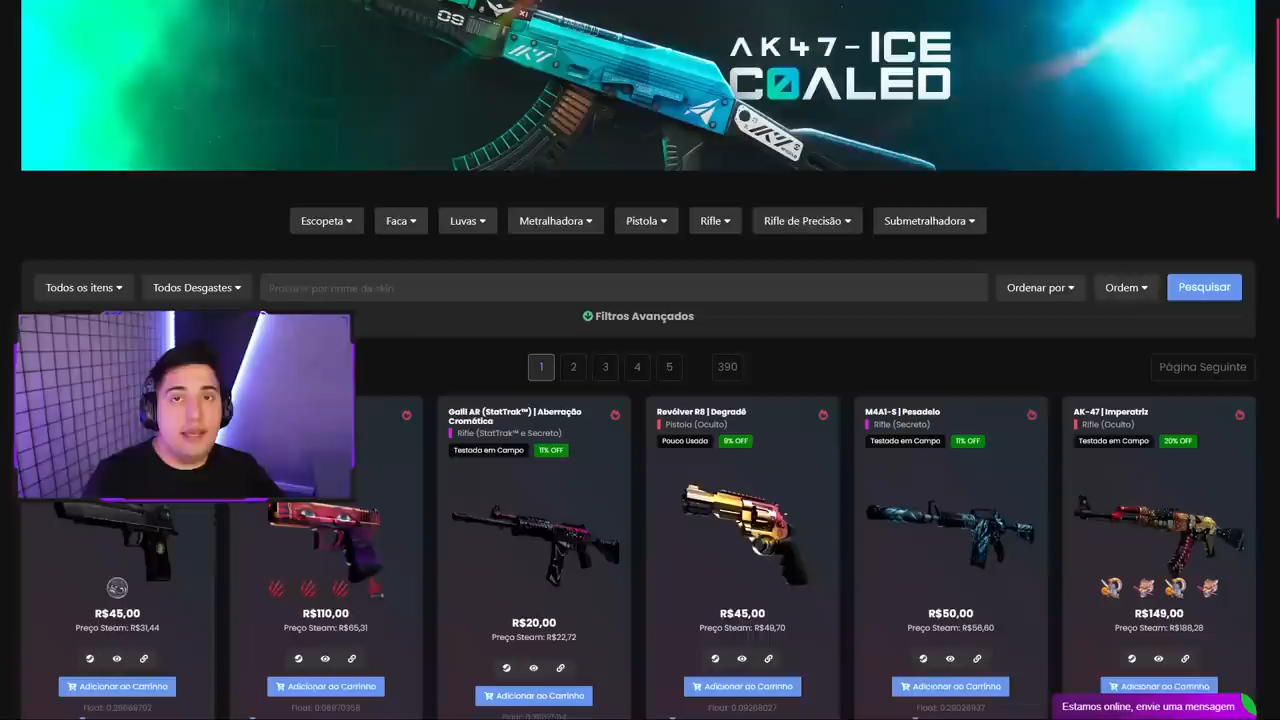 AK47-ICE
COALED
Escopeta
Faca
Luvas
Metralhadora
Pistola
Rifle
Rifle de Precisão
Submetralhadora
Todos os itens
Todos Desgastes
Procurar por nome da skin
Ordenar por
Ordem
Pesquisar
Filtros Avançados
1
2
3
4
5
390
Página Seguinte
R$45,00
Preço Steam: R$31,44
Adicionar ao Carrinho
R$110,00
Preço Steam: R$65,31
Adicionar ao Carrinho
Galil AR (StatTrak™) | Aberração
Cromática
Rifle (StatTrak™ e Secreto)
Testada em Campo
11% OFF
R$20,00
Preço Steam: R$22,72
Adicionar ao Carrinho
Revólver R8 | Degradê
Pistola (Oculto)
Pouco Usada
9% OFF
R$45,00
Preço Steam: R$49,70
Adicionar ao Carrinho
Float: 0.09268027
M4A1-S | Pesadelo
Rifle (Secreto)
Testada em Campo
11% OFF
R$50,00
Preço Steam: R$56,60
Adicionar ao Carrinho
Float: 0.29026937
AK-47 | Imperatriz
Rifle (Oculto)
Testada em Campo
20% OFF
R$149,00
Preço Steam: R$188,28
Adicionar ao Carrinho
Estamos online, envie uma mensagem